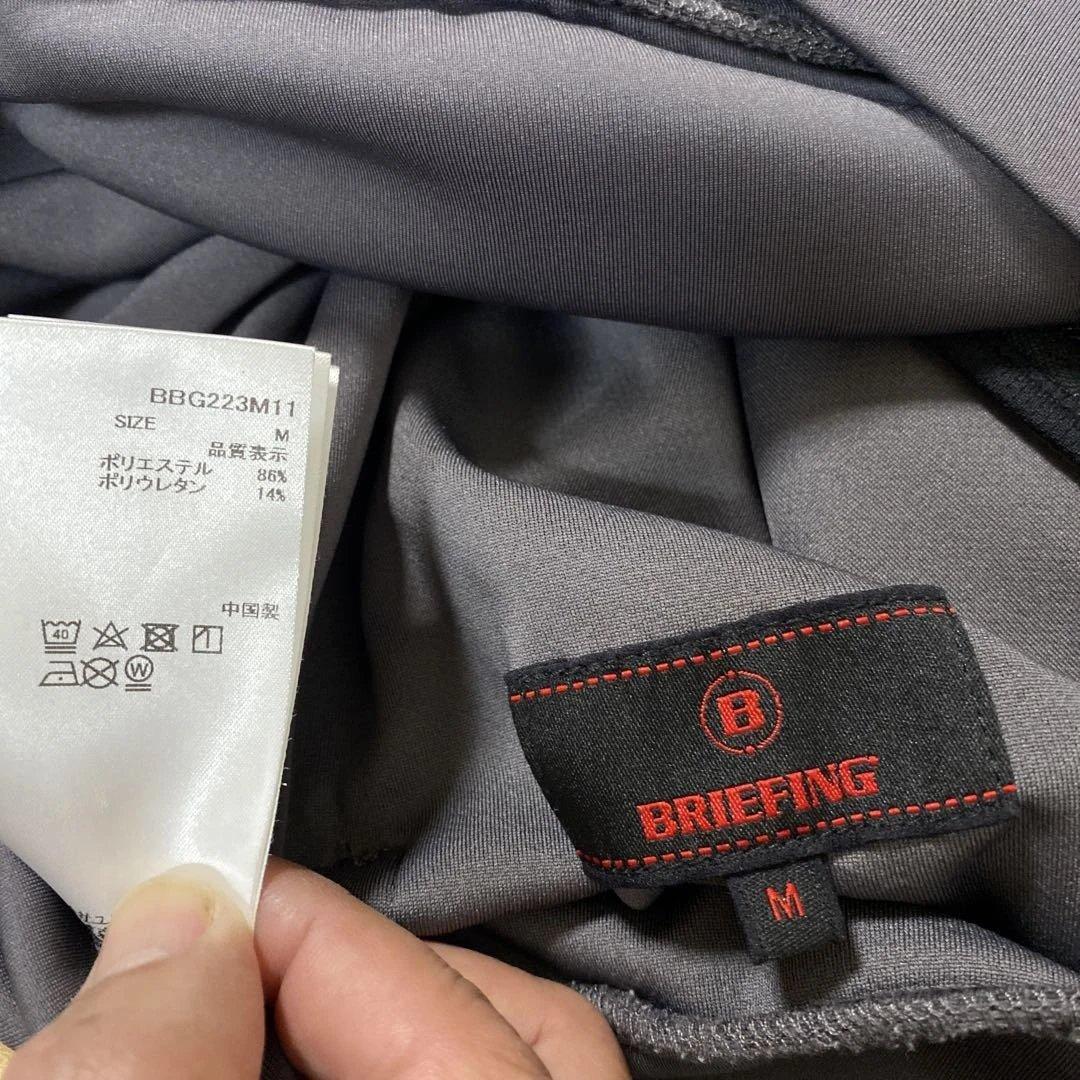 BBG223M11
SIZE M
品質表示
ポリエステル 86%
ポリウレタン 14%
中国製
40
W
B
BRIEFING
M